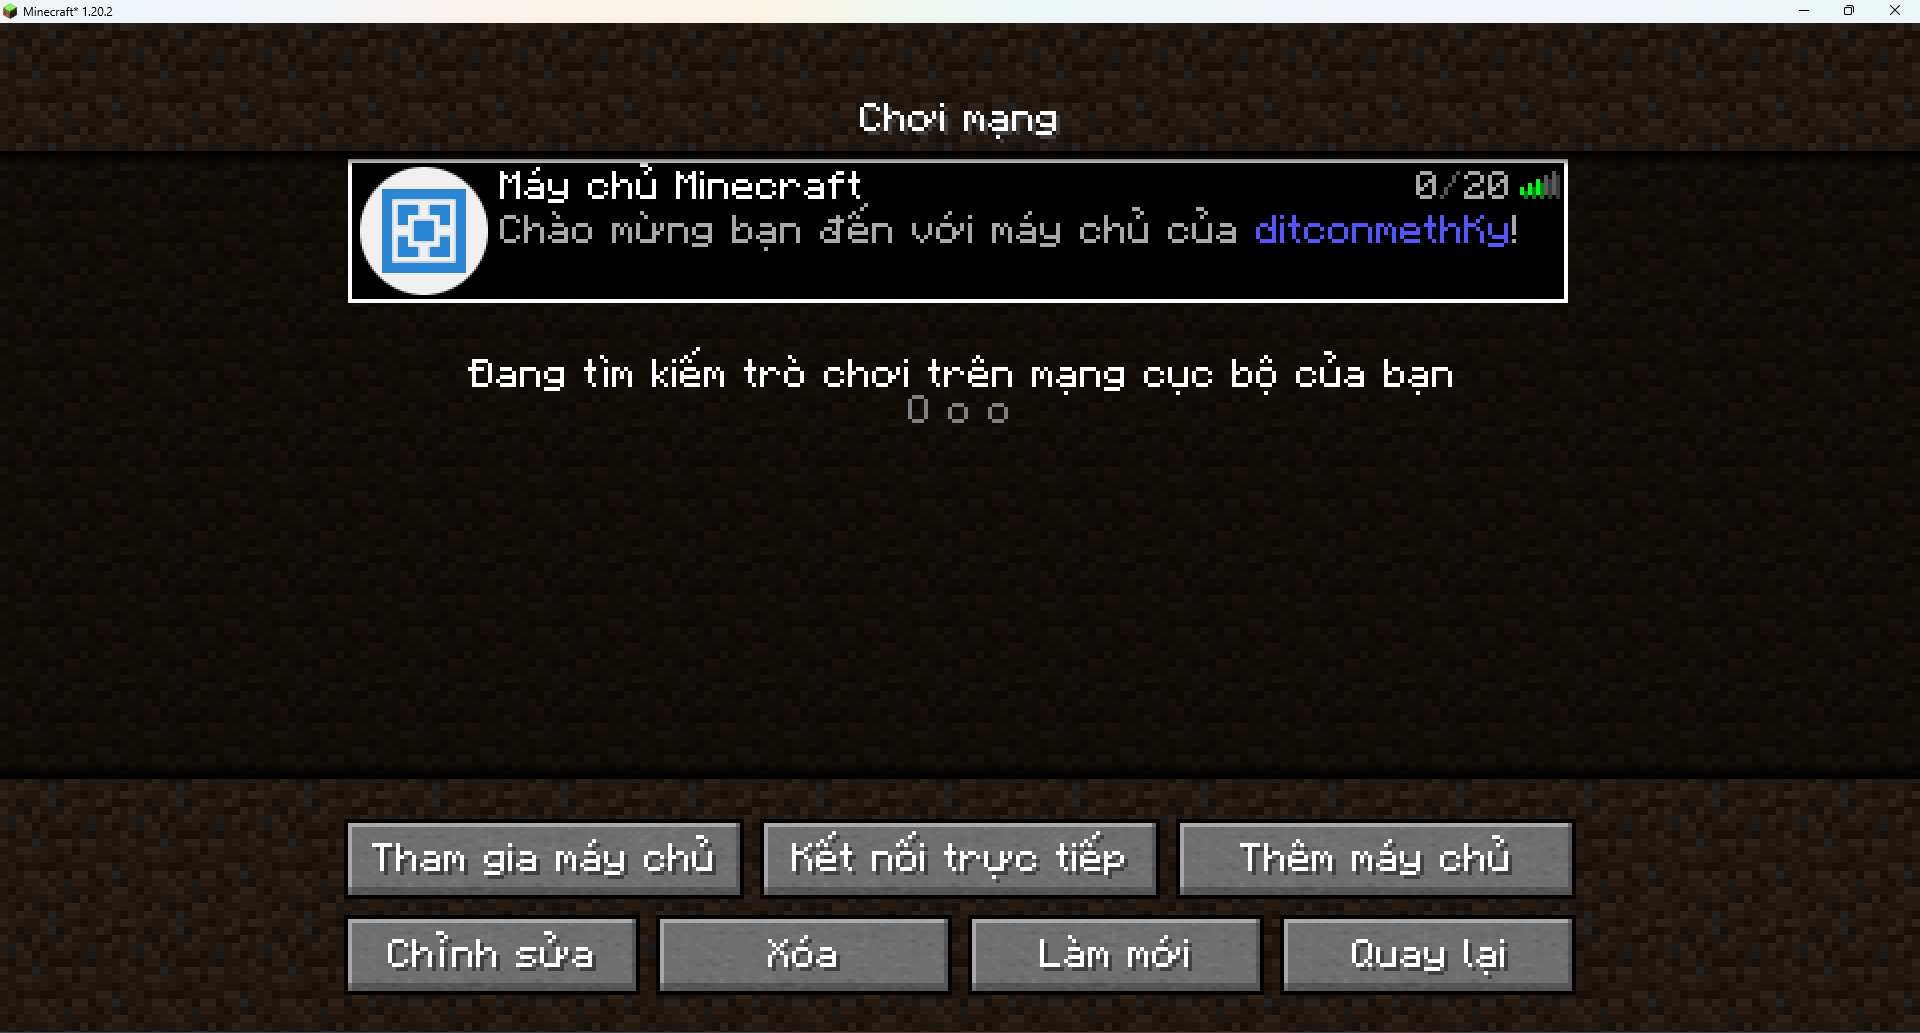 Minecraft* 1.20.2
Chơi mạng
Máy chủ Minecraft 0/20
Chào mừng bạn đến với máy chủ của ditconmethKy!
Đang tìm kiếm trò chơi trên mạng cục bộ của bạn
O o o
Tham gia máy chủ Kết nối trực tiếp Thêm máy chủ
Chỉnh sửa Xóa Làm mới Quay lại